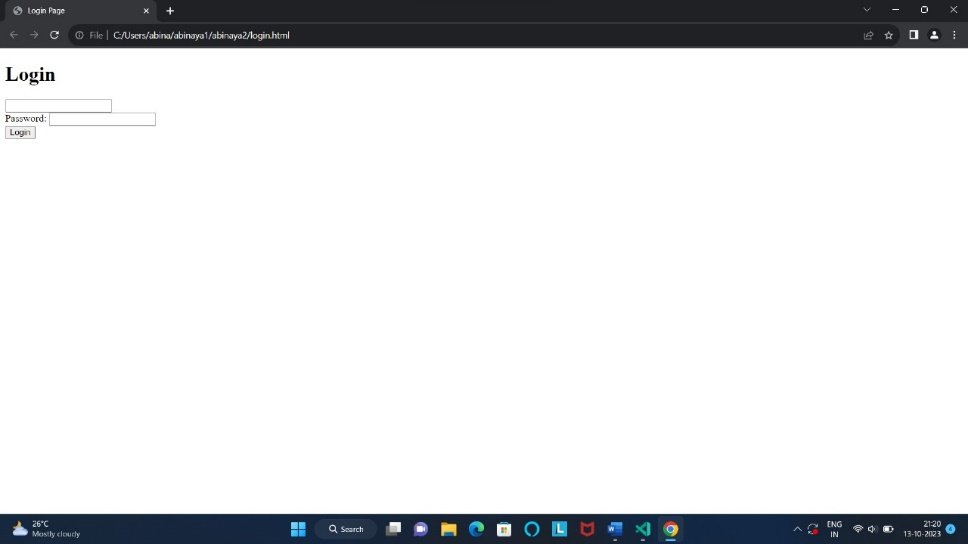 Login Page
File C:/Users/abina/abinaya1/abinaya2/login.html
Login
Password:
Login
26°C
Mostly cloudy
Search
L
W
ENG
IN
21:20
13-10-2023
4